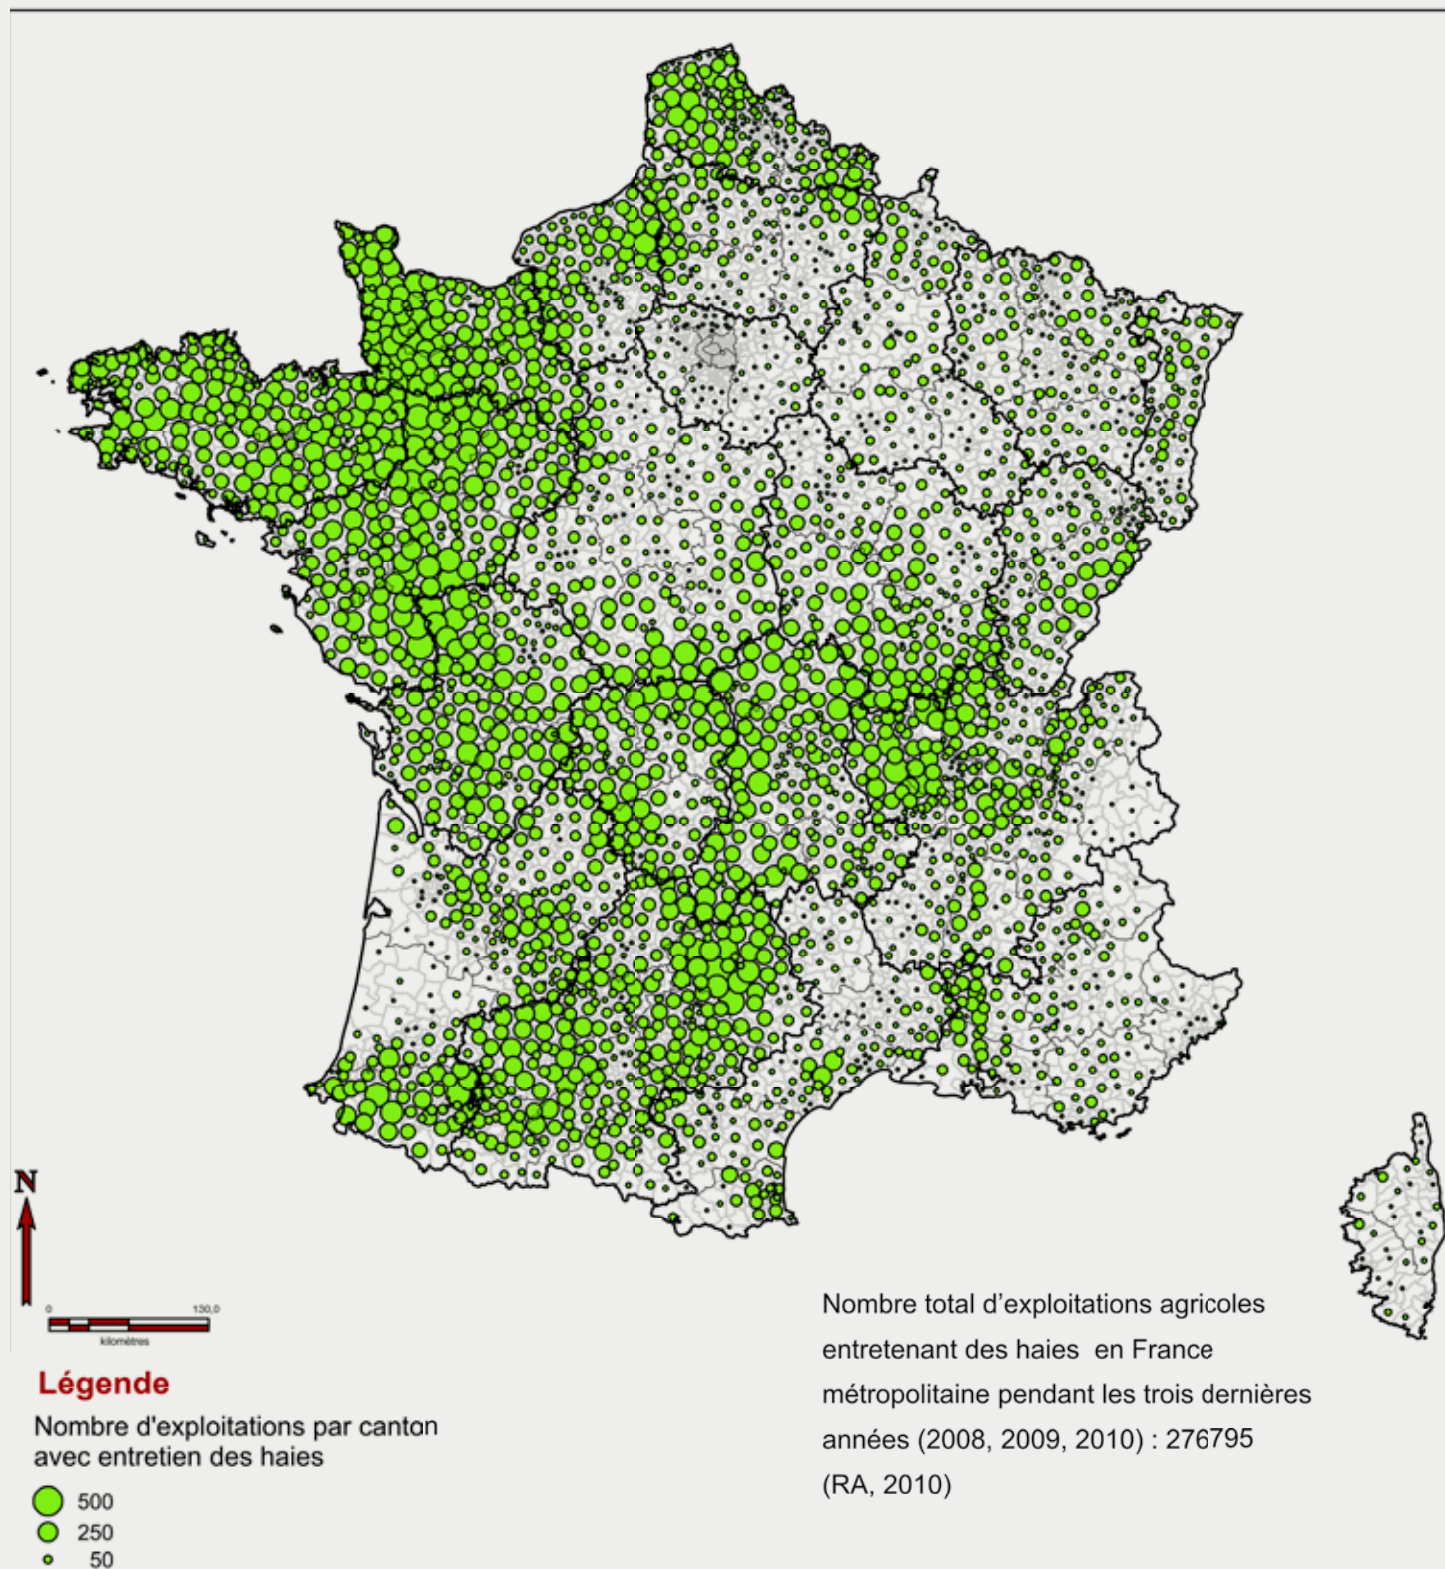 N
0 130,0
kilomètres
Légende
Nombre d'exploitations par canton
avec entretien des haies
500
250
50
Nombre total d’exploitations agricoles
entretenant des haies en France
métropolitaine pendant les trois dernières
années (2008, 2009, 2010) : 276795
(RA, 2010)